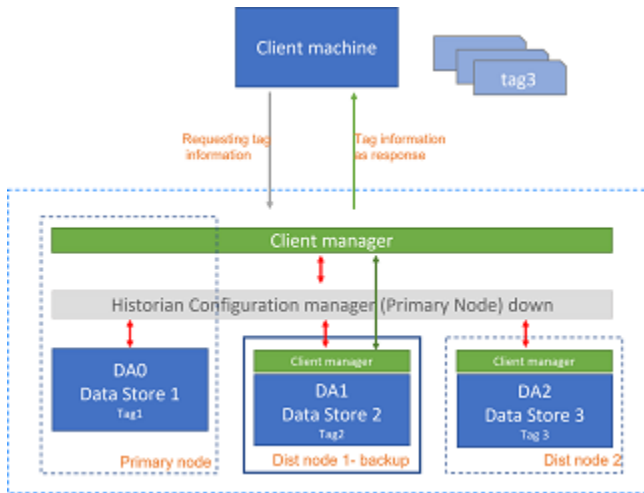 Client machine
tag3
Requesting tag
information
Tag information
as response
Client manager
Historian Configuration manager (Primary Node) down
DA0
Data Store 1
Tag1
Primary node
Client manager
DA1
Data Store 2
Tag2
Dist node 1- backup
Client manager
DA2
Data Store 3
Tag 3
Dist node 2